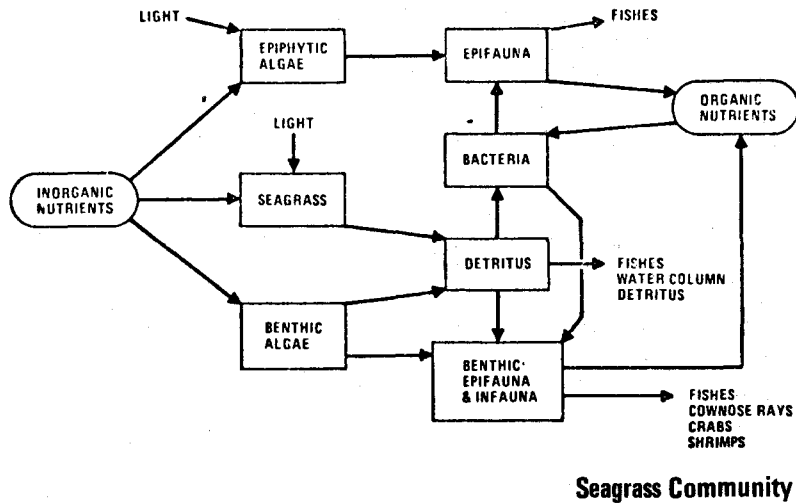 LIGHT
FISHES
EPIPHYTIC
ALGAE
EPIFAUNA
ORGANIC
NUTRIENTS
LIGHT
BACTERIA
INORGANIC
NUTRIENTS
SEAGRASS
DETRITUS
FISHES
WATER COLUMN
DETRITUS
BENTHIC
ALGAE
BENTHIC-
EPIFAUNA
& INFAUNA
FISHES
COWNOSE RAYS
CRABS
SHRIMPS
Seagrass Community